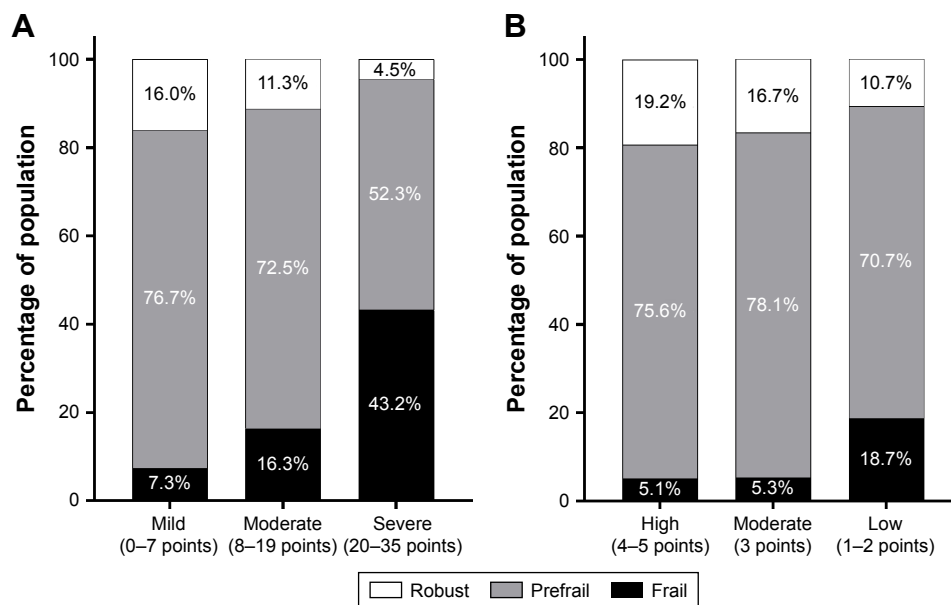 A
Percentage of population
100
80
60
40
20
0
16.0%
76.7%
7.3%
11.3%
72.5%
16.3%
4.5%
52.3%
43.2%
Mild
(0–7 points)
Moderate
(8–19 points)
Severe
(20–35 points)
B
Percentage of population
100
80
60
40
20
0
19.2%
75.6%
5.1%
16.7%
78.1%
5.3%
10.7%
70.7%
18.7%
High
(4–5 points)
Moderate
(3 points)
Low
(1–2 points)
Robust
Prefrail
Frail